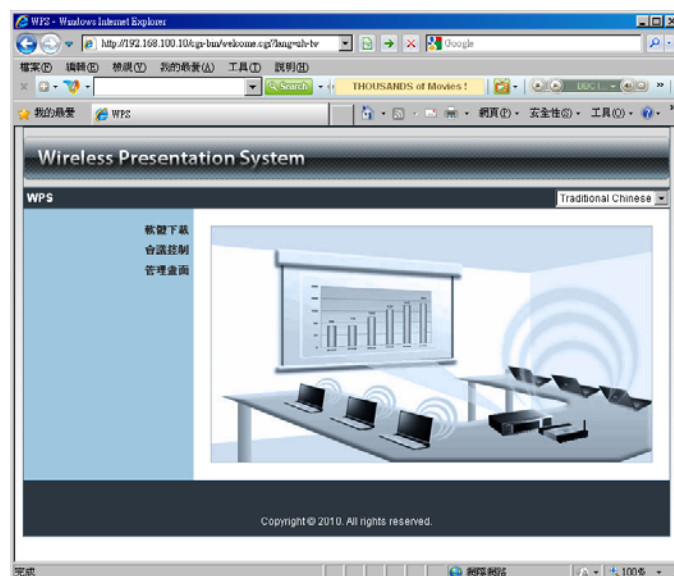 WPS - Windows Internet Explorer
http://192.168.100.10/cgi-bin/welcome.cgi?lang=zh-tw
Google
檔案(F) 編輯(E) 檢視(V) 我的最愛(A) 工具(T) 說明(H)
Search
THOUSANDS of Movies !
我的最愛
WPS
網頁(P)
安全性(S)
工具(O)
Wireless Presentation System
WPS
Traditional Chinese
軟體下載
會議控制
管理畫面
Copyright © 2010. All rights reserved.
完成
網際網路
100%